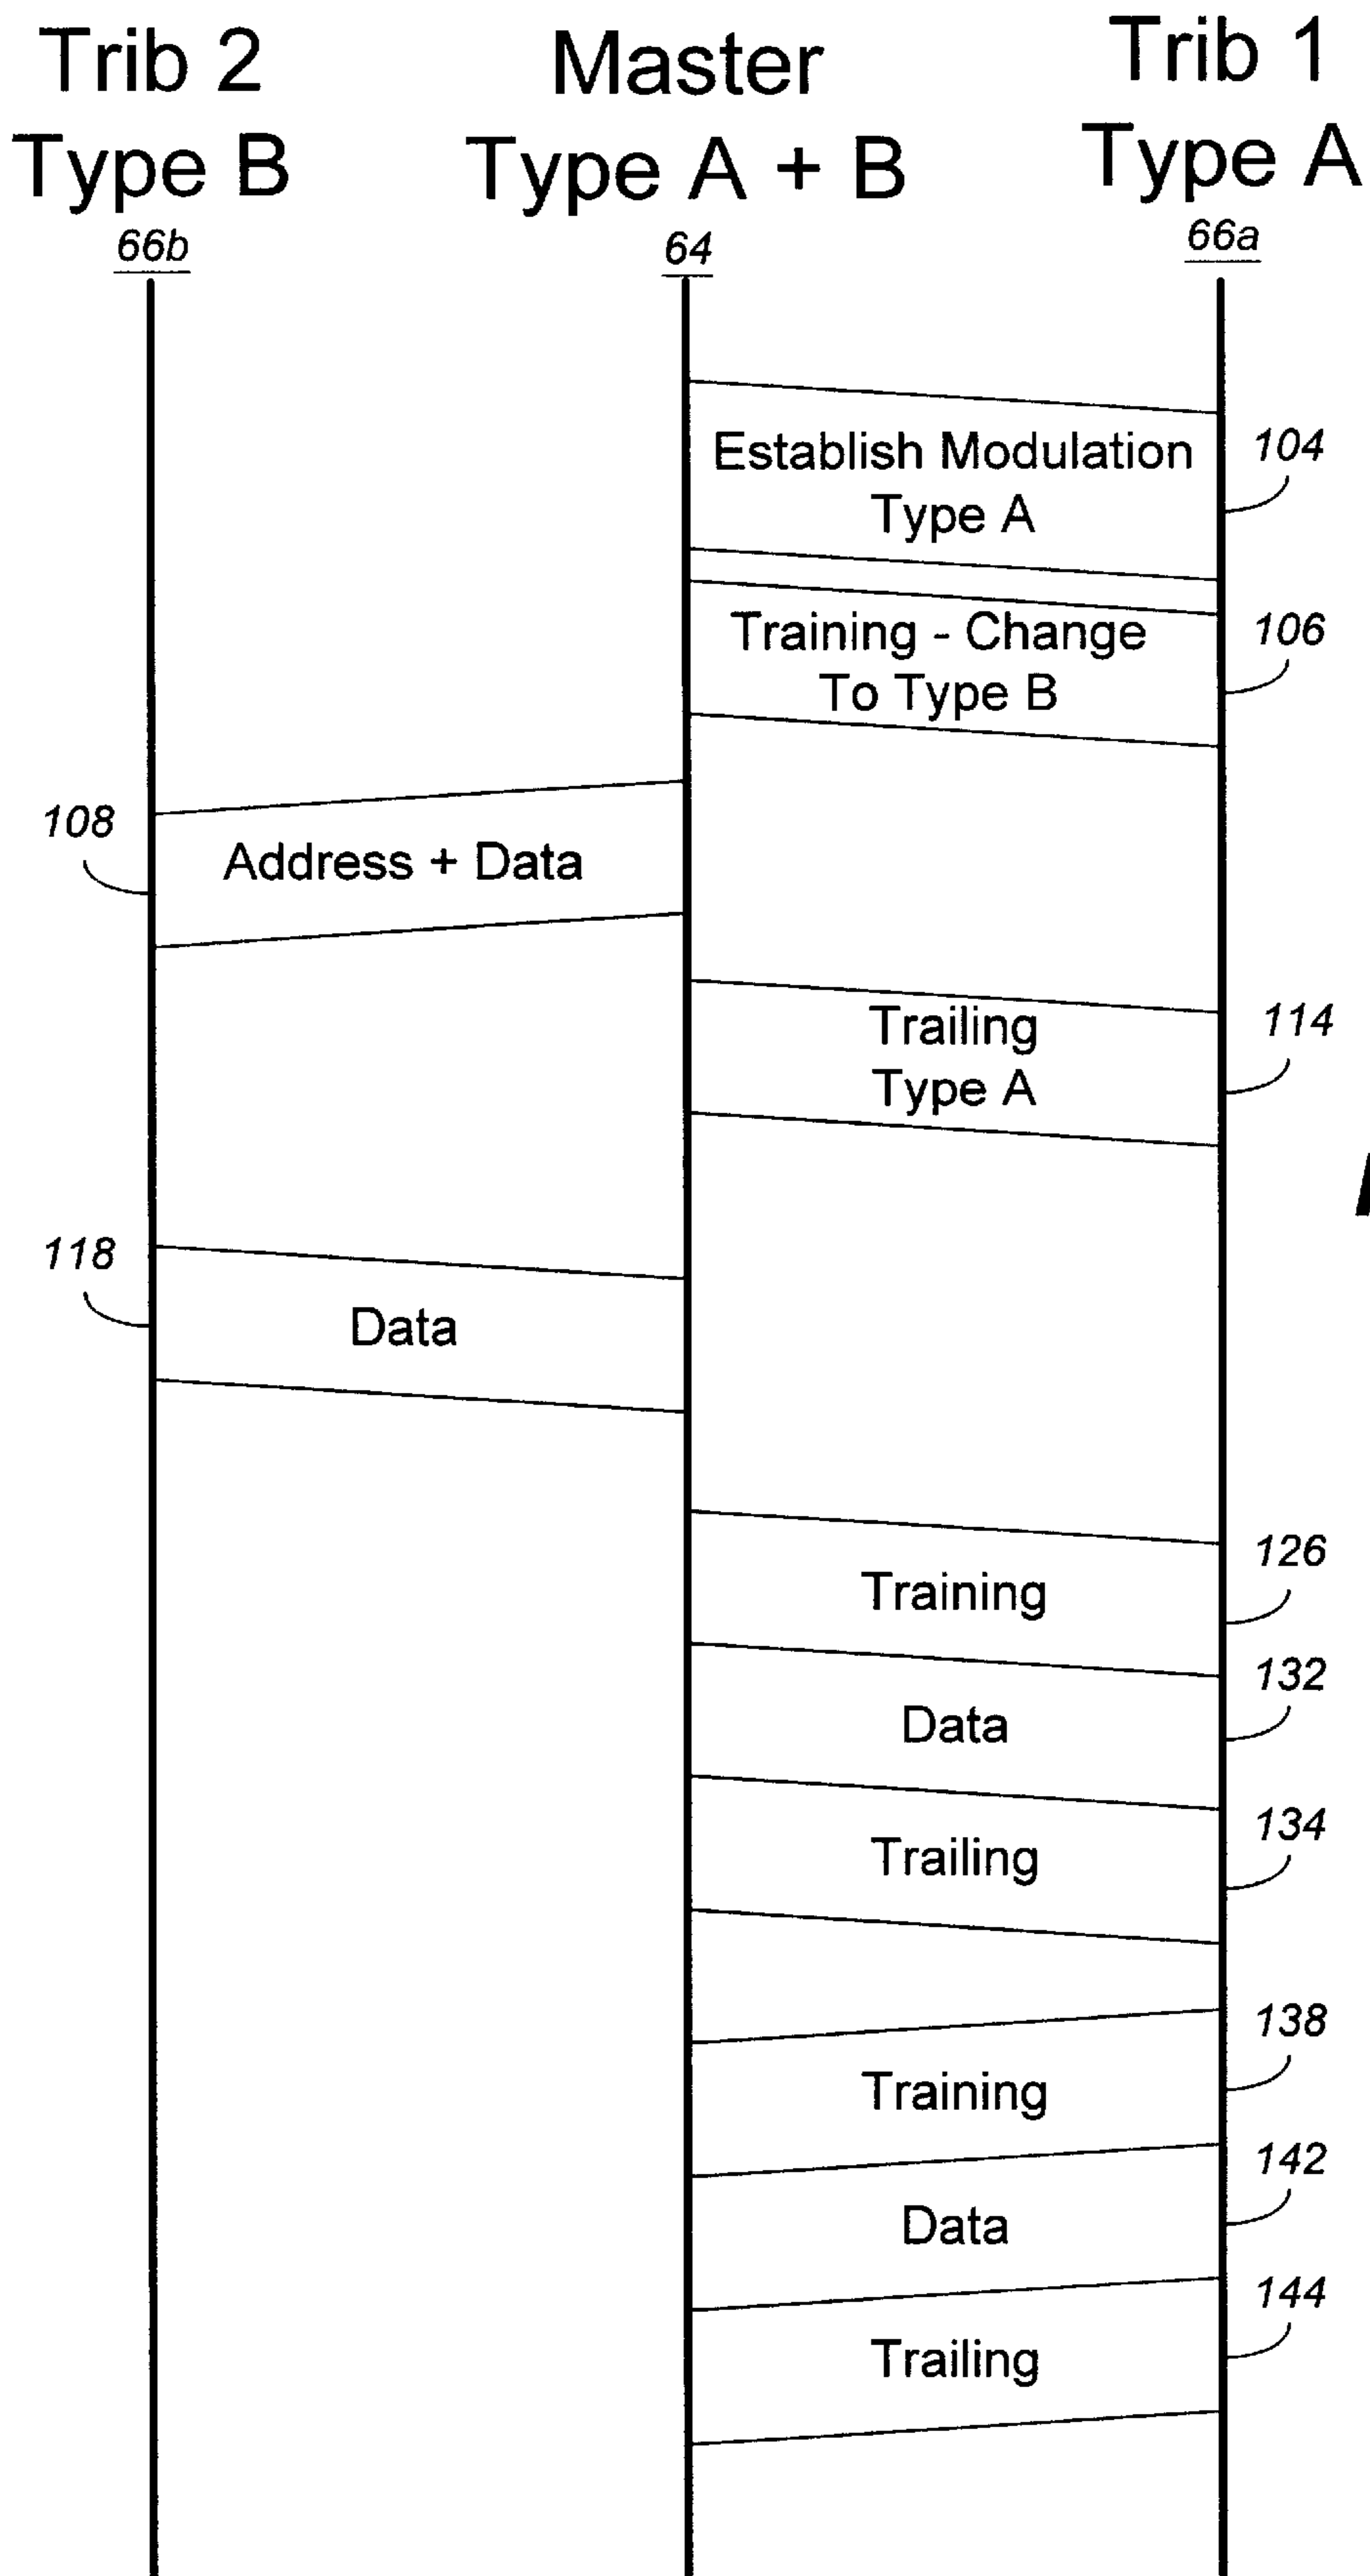 Trib 2
Type B
66b
Master
Type A + B
64
Trib 1
Type A
66a
Establish Modulation
Type A
104
Training - Change
To Type B
106
108
Address + Data
Trailing
Type A
114
118
Data
Training
126
Data
132
Trailing
134
Training
138
Data
142
Trailing
144